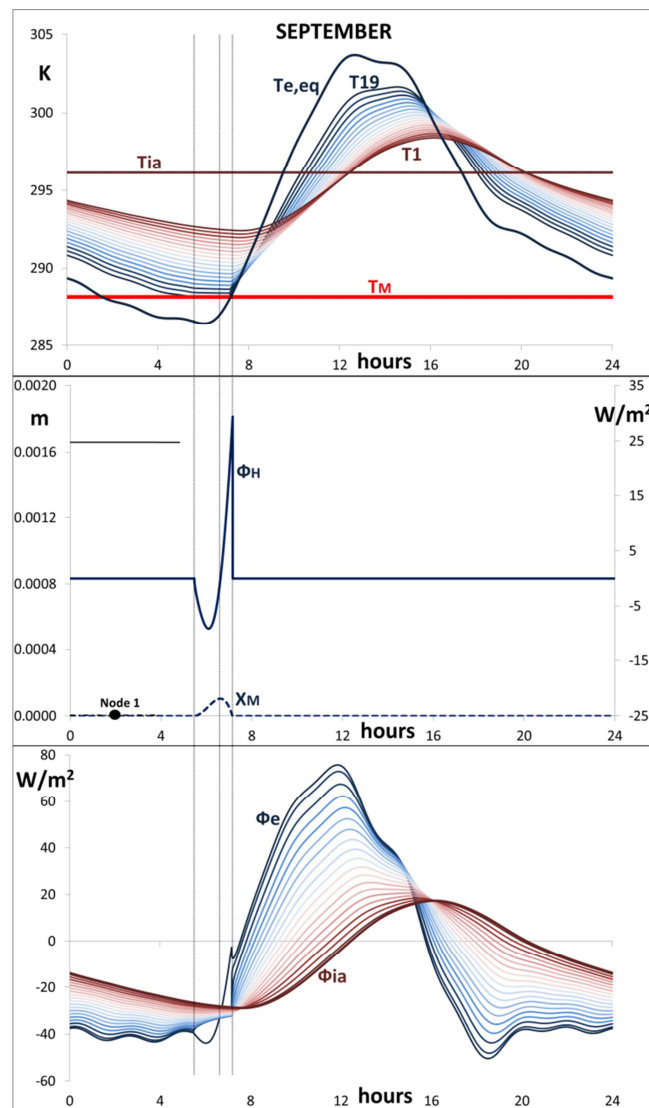 SEPTEMBER
305
K
Te,eq
T19
300
Tia
T1
295
290
TM
285
0 4 8 12 16 20 24
hours
0.0020 35
m W/m²
0.0016 25
ΦH
0.0012 15
5
0.0008 -5
0.0004 -15
Node 1
XM
0.0000 -25
hours
0 4 8 12 16 20 24
80
W/m²
60
Φe
40
20
0
Φia
-20
-40
-60
0 4 8 12 16 20 24
hours